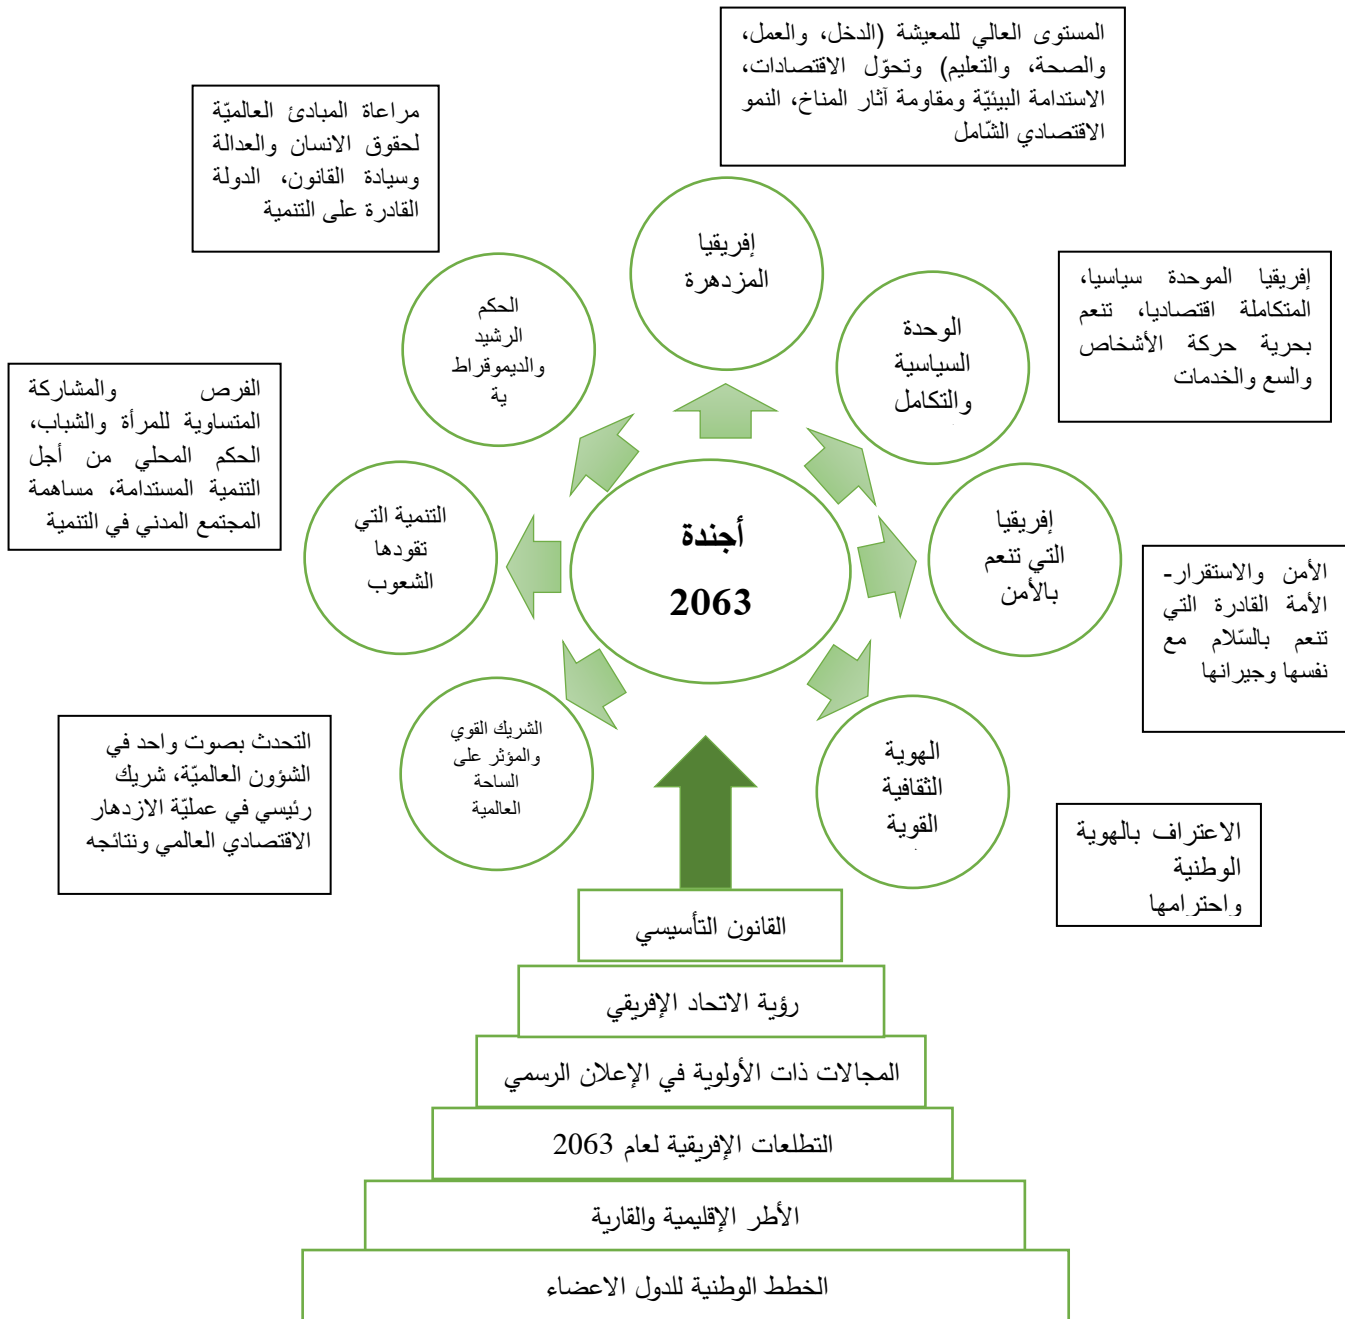 المستوى العالي للمعيشة (الدخل، والعمل،
والصحة، والتعليم) وتحوّل الاقتصادات،
الاستدامة البيئيّة ومقاومة آثار المناخ، النمو
الاقتصادي الشّامل
مراعاة المبادئ العالميّة
لحقوق الانسان والعدالة
وسيادة القانون، الدولة
القادرة على التنمية
إفريقيا
المزدهرة
إفريقيا الموحدة سياسيا،
المتكاملة اقتصاديا، تنعم
بحرية حركة الأشخاص
والسع والخدمات
الحكم
الرشيد
والديموقراط
ية
الوحدة
السياسية
والتكامل
الفرص والمشاركة
المتساوية للمرأة والشباب،
الحكم المحلي من أجل
التنمية المستدامة، مساهمة
المجتمع المدني في التنمية
التنمية التي
تقودها
الشعوب
أجندة
2063
إفريقيا
التي تنعم
بالأمن
الأمن والاستقرار-
الأمة القادرة التي
تنعم بالسّلام مع
نفسها وجيرانها
التحدث بصوت واحد في
الشؤون العالميّة، شريك
رئيسي في عمليّة الازدهار
الاقتصادي العالمي ونتائجه
الشريك القوي
والمؤثر على
الساحة
العالمية
الهوية
الثقافية
القوية
الاعتراف بالهوية
الوطنية
واحترامها
القانون التأسيسي
رؤية الاتحاد الإفريقي
المجالات ذات الأولوية في الإعلان الرسمي
التطلعات الإفريقية لعام 2063
الأطر الإقليمية والقارية
الخطط الوطنية للدول الاعضاء